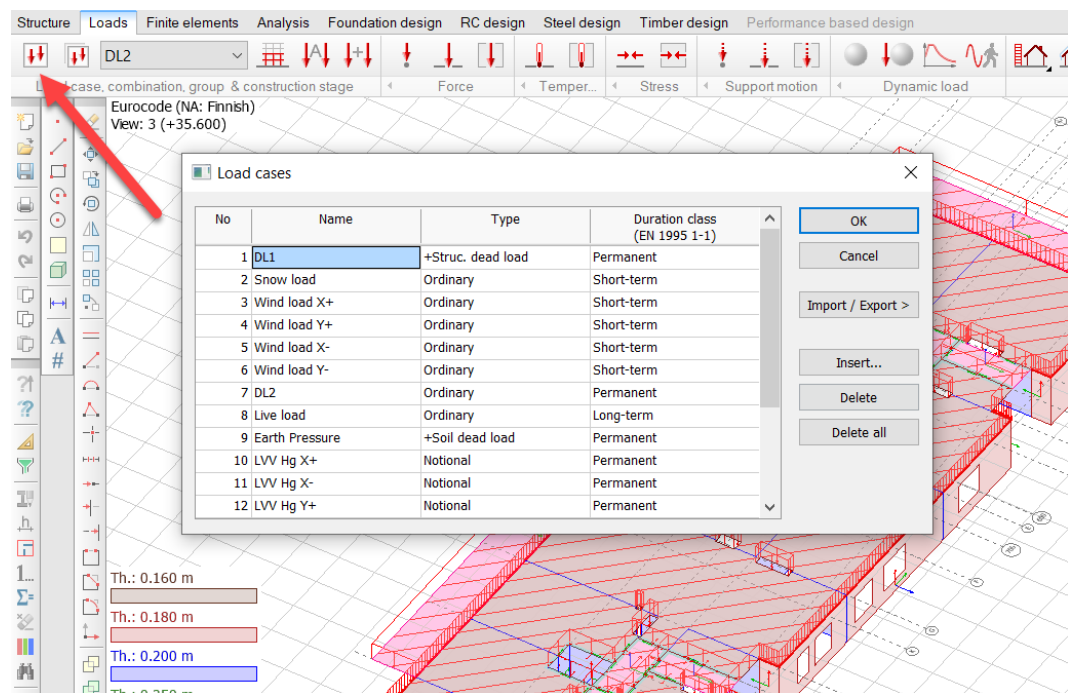 Structure Loads Finite elements Analysis Foundation design RC design Steel design Timber design Performance based design
DL2
case, combination, group & construction stage Force Temper... Stress Support motion Dynamic load
Eurocode (NA: Finnish)
View: 3 (+35.600)
Load cases
No Name Type Duration class
(EN 1995 1-1)
1 DL1 +Struc. dead load Permanent
2 Snow load Ordinary Short-term
3 Wind load X+ Ordinary Short-term
4 Wind load Y+ Ordinary Short-term
5 Wind load X- Ordinary Short-term
6 Wind load Y- Ordinary Short-term
7 DL2 Ordinary Permanent
8 Live load Ordinary Long-term
9 Earth Pressure +Soil dead load Permanent
10 LVV Hg X+ Notional Permanent
11 LVV Hg X- Notional Permanent
12 LVV Hg Y+ Notional Permanent
OK
Cancel
Import / Export >
Insert...
Delete
Delete all
Th.: 0.160 m
Th.: 0.180 m
Th.: 0.200 m